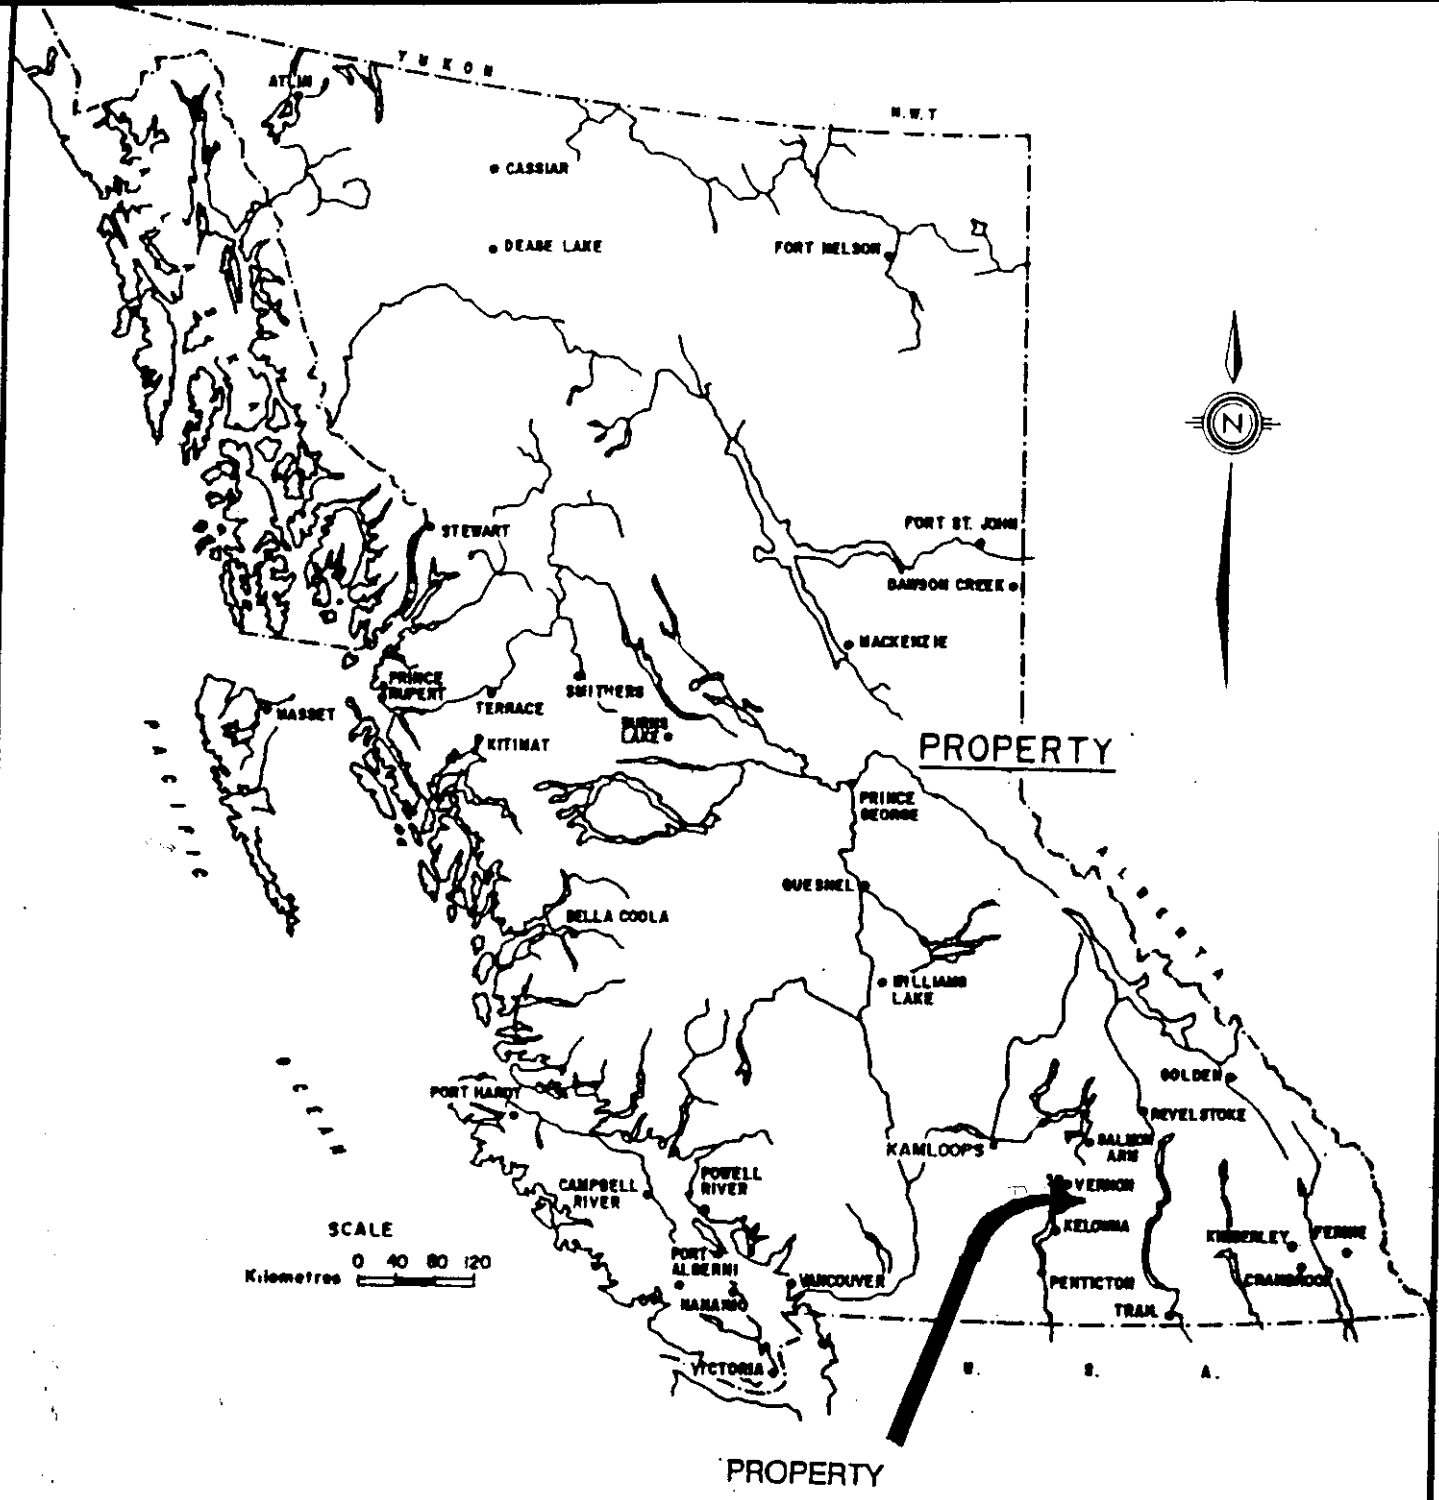 YUKON
N.W.T
ATLIN
CASSIAR
DEASE LAKE
FORT NELSON
N
STEWART
FORT ST. JOHN
DAWSON CREEK
MACKENZIE
PRINCE
RUPERT
SMITHERS
TERRACE
MASSET
BURNS
LAKE
KITIMAT
PROPERTY
PRINCE
GEORGE
PACIFIC
ALBERTA
QUESNEL
BELLA COOLA
WILLIAMS
LAKE
OCEAN
GOLDEN
PORT HARDY
REVELSTOKE
KAMLOOPS
SALMON
ARM
CAMPBELL
RIVER
POWELL
RIVER
VERNON
KELOWNA
SCALE
KIMBERLEY
FERNIE
PORT
ALBERNI
0 40 80 120
Kilometres
VANCOUVER
PENTICTON
CRANBROOK
NANAIMO
TRAIL
VICTORIA
U. S. A.
PROPERTY